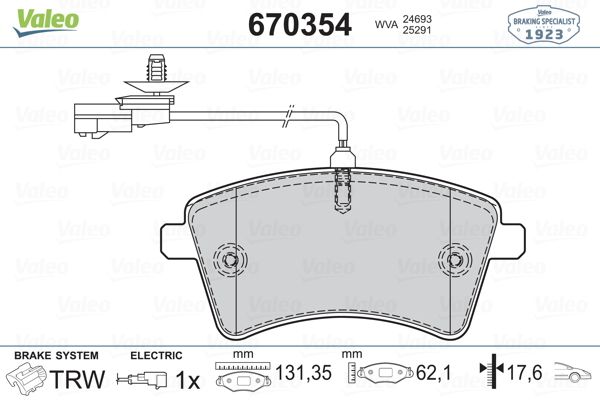 Valeo
670354
WVA 24693
25291
Valeo
BRAKING SPECIALIST
SINCE
1923
BRAKE SYSTEM
TRW
ELECTRIC
1x
mm
131,35
mm
62,1
17,6